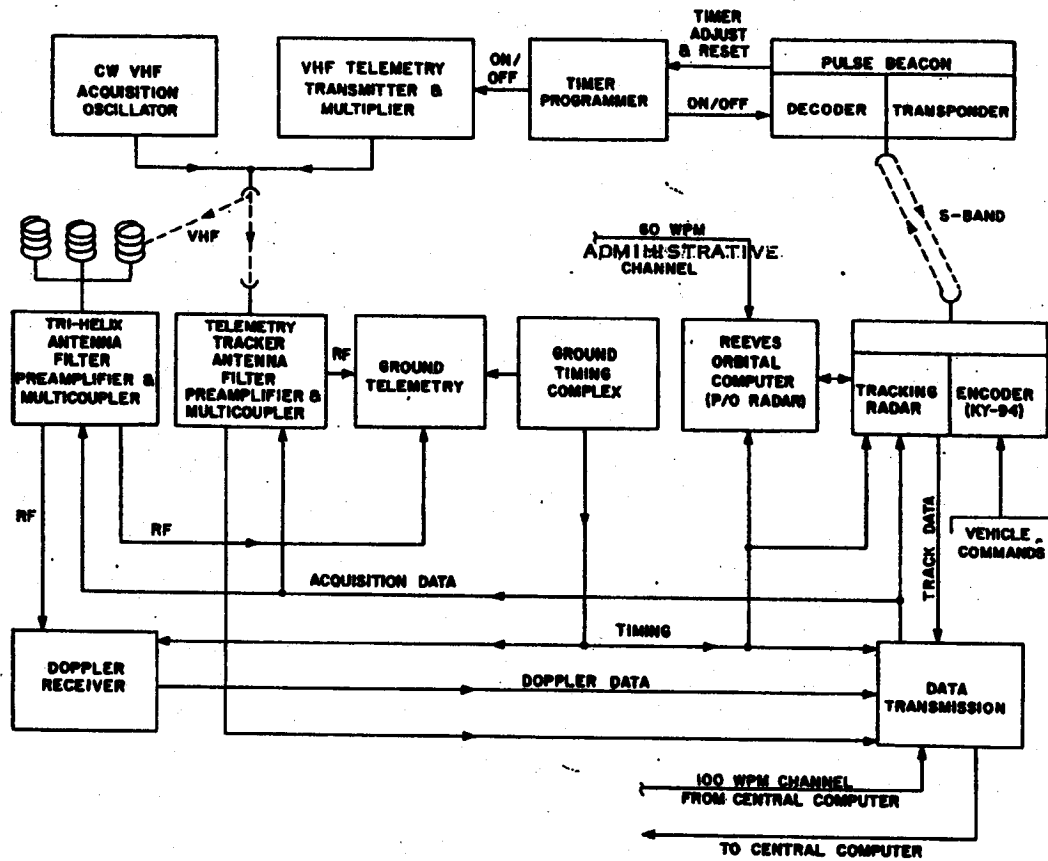 TIMER
ADJUST
& RESET
CW VHF
ACQUISITION
OSCILLATOR
VHF TELEMETRY
TRANSMITTER &
MULTIPLIER
ON/
OFF
TIMER
PROGRAMMER
ON/OFF
PULSE BEACON
DECODER
TRANSPONDER
VHF
S-BAND
60 WPM
ADMINISTRATIVE
CHANNEL
TRI-HELIX
ANTENNA
FILTER
PREAMPLIFIER &
MULTICOUPLER
TELEMETRY
TRACKER
ANTENNA
FILTER
PREAMPLIFIER &
MULTICOUPLER
RF
GROUND
TELEMETRY
GROUND
TIMING
COMPLEX
REEVES
ORBITAL
COMPUTER
(P/O RADAR)
TRACKING
RADAR
ENCODER
(KY-94)
RF
RF
VEHICLE
COMMANDS
TRACK DATA
ACQUISITION DATA
TIMING
DOPPLER
RECEIVER
DOPPLER DATA
DATA
TRANSMISSION
100 WPM CHANNEL
FROM CENTRAL COMPUTER
TO CENTRAL COMPUTER